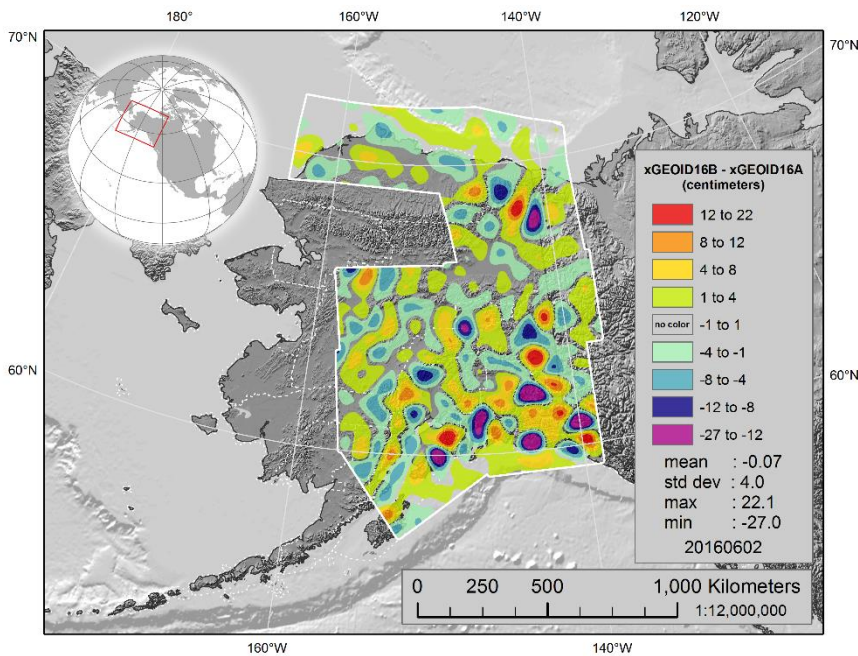 180°
160°W
140°W
120°W
70°N
70°N
xGEOID16B - xGEOID16A
(centimeters)
12 to 22
8 to 12
4 to 8
1 to 4
no color -1 to 1
-4 to -1
-8 to -4
-12 to -8
-27 to -12
mean : -0.07
std dev : 4.0
max : 22.1
min : -27.0
20160602
60°N
60°N
0 250 500 1,000 Kilometers
1:12,000,000
160°W
140°W